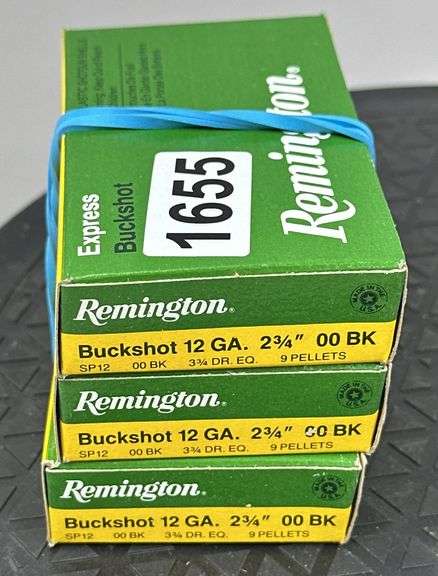 Express
Buckshot
1655
Remington®
Remington®
MADE IN THE U.S.A.
Buckshot 12 GA. 2¾" 00 BK
SP12 00 BK 3¾ DR. EQ. 9 PELLETS
Remington®
MADE IN THE U.S.A.
Buckshot 12 GA. 2¾" 00 BK
SP12 00 BK 3¾ DR. EQ. 9 PELLETS
Remington®
MADE IN THE U.S.A.
Buckshot 12 GA. 2¾" 00 BK
SP12 00 BK 3¾ DR. EQ. 9 PELLETS